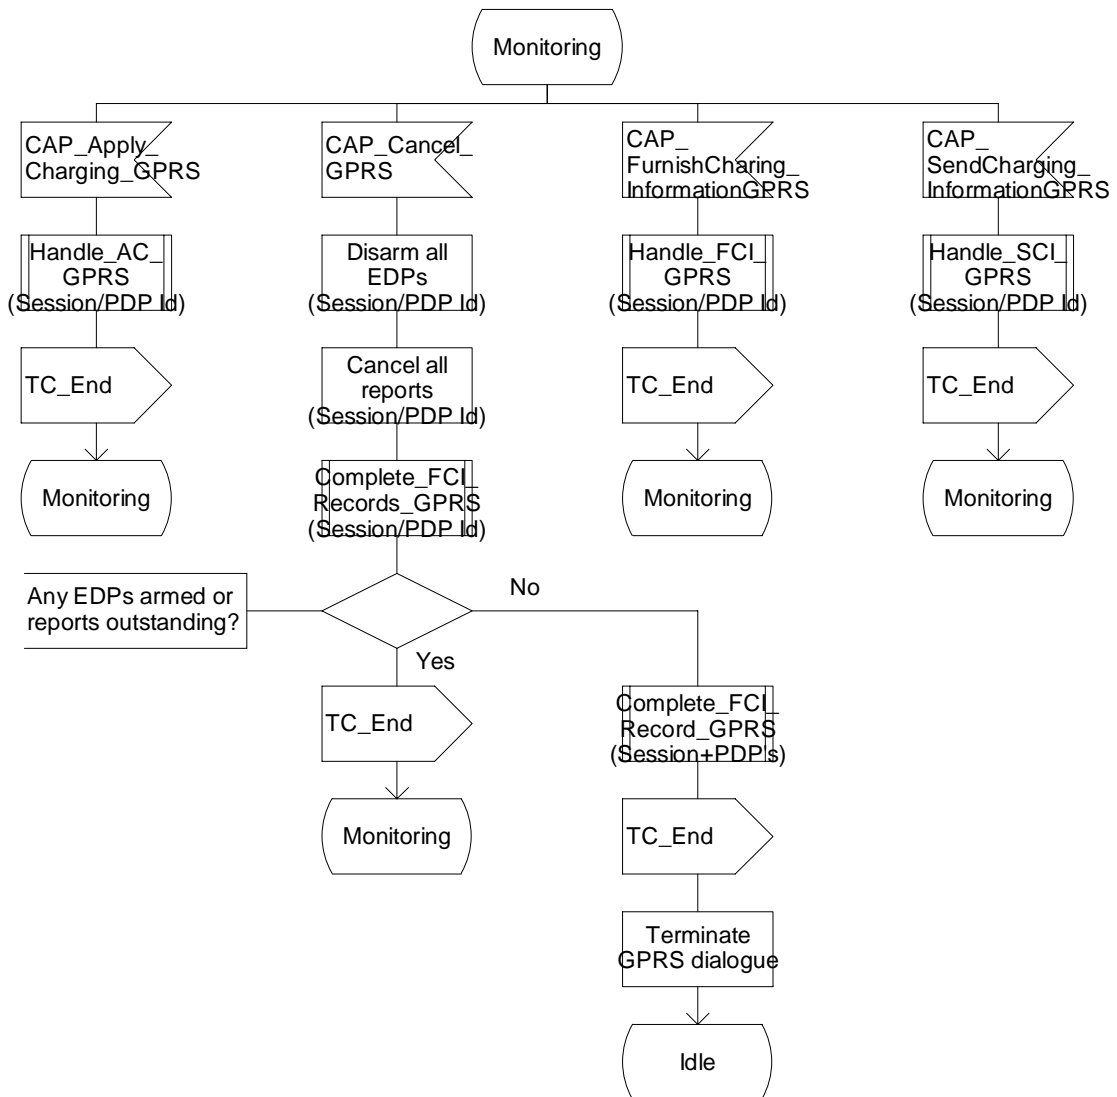 Monitoring
CAP_Apply_
Charging_GPRS
CAP_Cancel_
GPRS
CAP_
FurnishCharing_
InformationGPRS
CAP_
SendCharging_
InformationGPRS
Handle_AC_
GPRS
(Session/PDP Id)
Disarm all
EDPs
(Session/PDP Id)
Handle_FCI_
GPRS
(Session/PDP Id)
Handle_SCI_
GPRS
(Session/PDP Id)
TC_End
Cancel all
reports
(Session/PDP Id)
TC_End
TC_End
Monitoring
Complete_FCI_
Records_GPRS
(Session/PDP Id)
Monitoring
Monitoring
Any EDPs armed or
reports outstanding?
No
Yes
TC_End
Complete_FCI_
Record_GPRS
(Session+PDP's)
Monitoring
TC_End
Terminate
GPRS dialogue
Idle